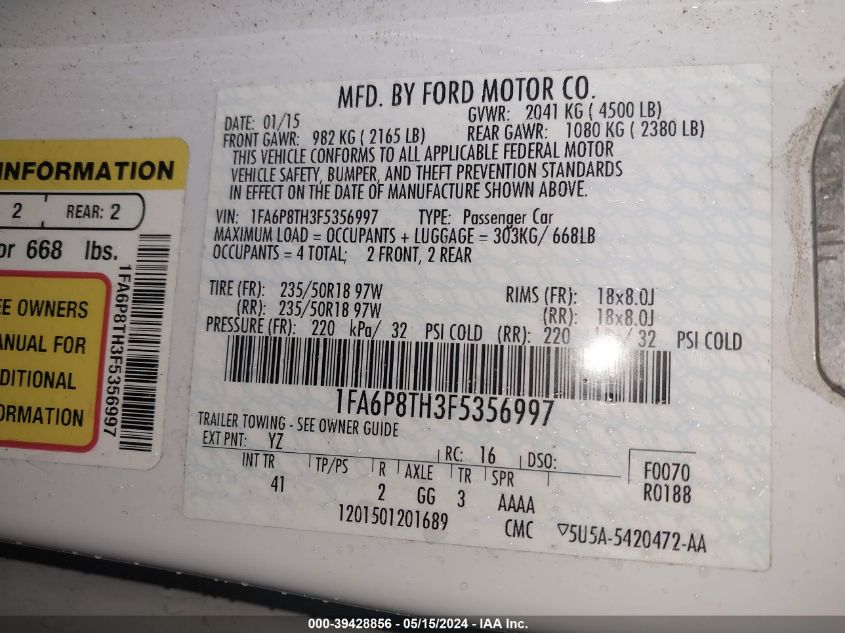 MFD. BY FORD MOTOR CO.
DATE: 01/15 GVWR: 2041 KG ( 4500 LB)
FRONT GAWR: 982 KG ( 2165 LB) REAR GAWR: 1080 KG ( 2380 LB)
THIS VEHICLE CONFORMS TO ALL APPLICABLE FEDERAL MOTOR
VEHICLE SAFETY, BUMPER, AND THEFT PREVENTION STANDARDS
IN EFFECT ON THE DATE OF MANUFACTURE SHOWN ABOVE.
VIN: 1FA6P8TH3F5356997 TYPE: Passenger Car
MAXIMUM LOAD = OCCUPANTS + LUGGAGE = 303KG/ 668LB
OCCUPANTS = 4 TOTAL; 2 FRONT, 2 REAR
TIRE (FR): 235/50R18 97W RIMS (FR): 18x8.0J
(RR): 235/50R18 97W (RR): 18x8.0J
PRESSURE (FR): 220 kPa/ 32 PSI COLD (RR): 220 / 32 PSI COLD
1FA6P8TH3F5356997
TRAILER TOWING - SEE OWNER GUIDE
EXT PNT: YZ RC: 16 DSO:
INT TR TP/PS R AXLE TR SPR
41 2 GG 3 AAAA
F0070
R0188
1201501201689 CMC ▽5U5A-5420472-AA
INFORMATION
2 REAR: 2
or 668 lbs.
EE OWNERS
ANUAL FOR
DDITIONAL
ORMATION
1FA6P8TH3F5356997
000-39428856 - 05/15/2024 - IAA Inc.